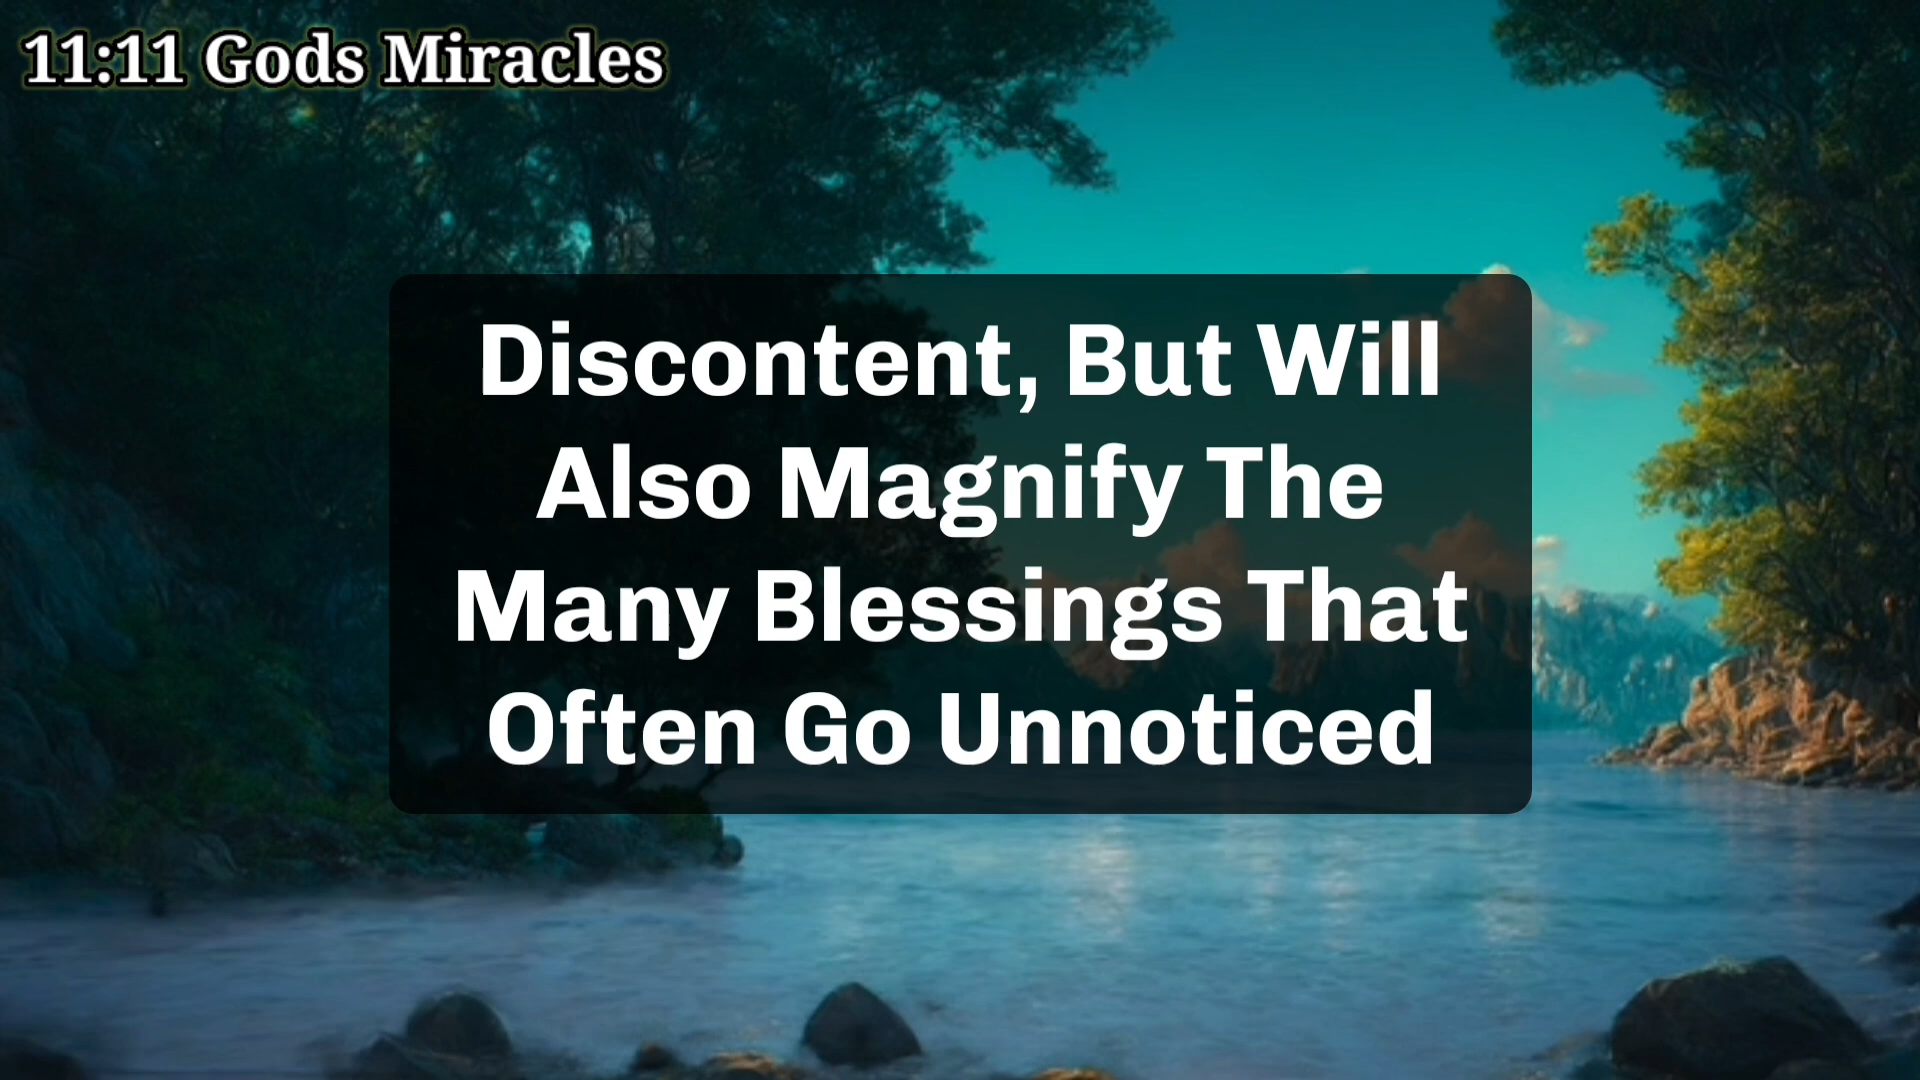 11:11 Gods Miracles
Discontent, But Will
Also Magnify The
Many Blessings That
Often Go Unnoticed